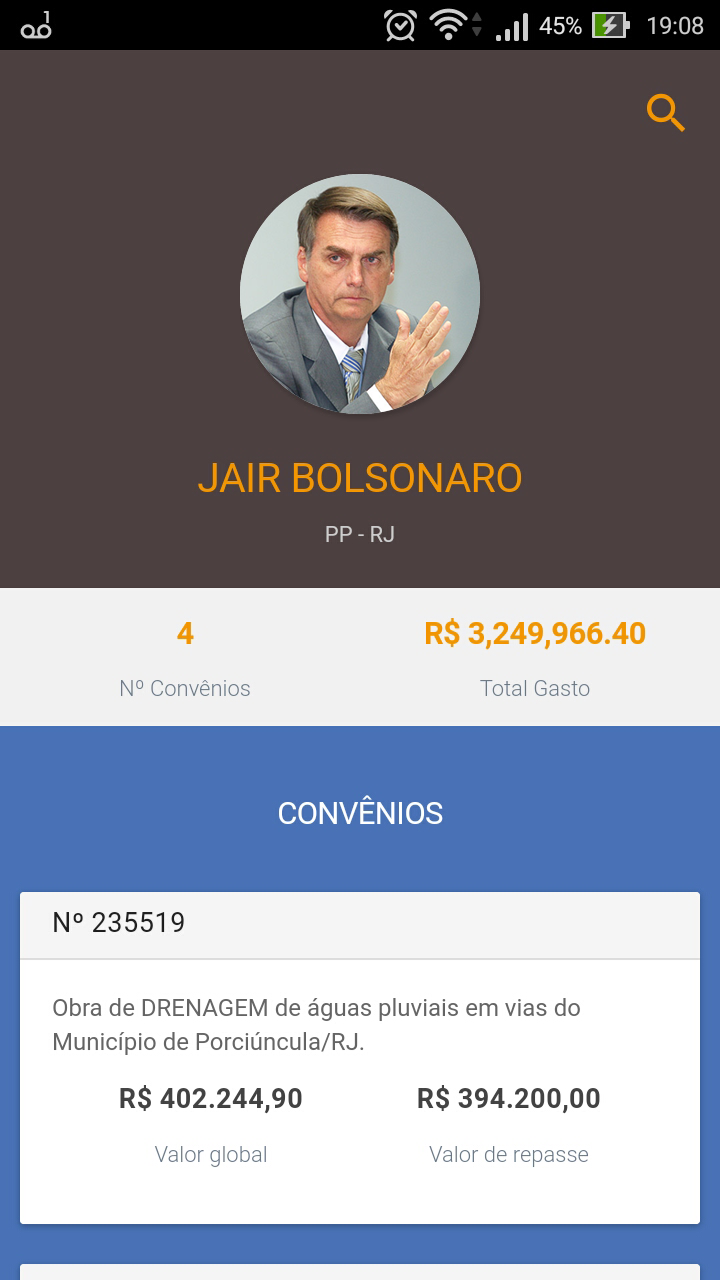 1
45% 19:08
JAIR BOLSONARO
PP - RJ
4 R$ 3,249,966.40
Nº Convênios Total Gasto
CONVÊNIOS
Nº 235519
Obra de DRENAGEM de águas pluviais em vias do
Município de Porciúncula/RJ.
R$ 402.244,90 R$ 394.200,00
Valor global Valor de repasse